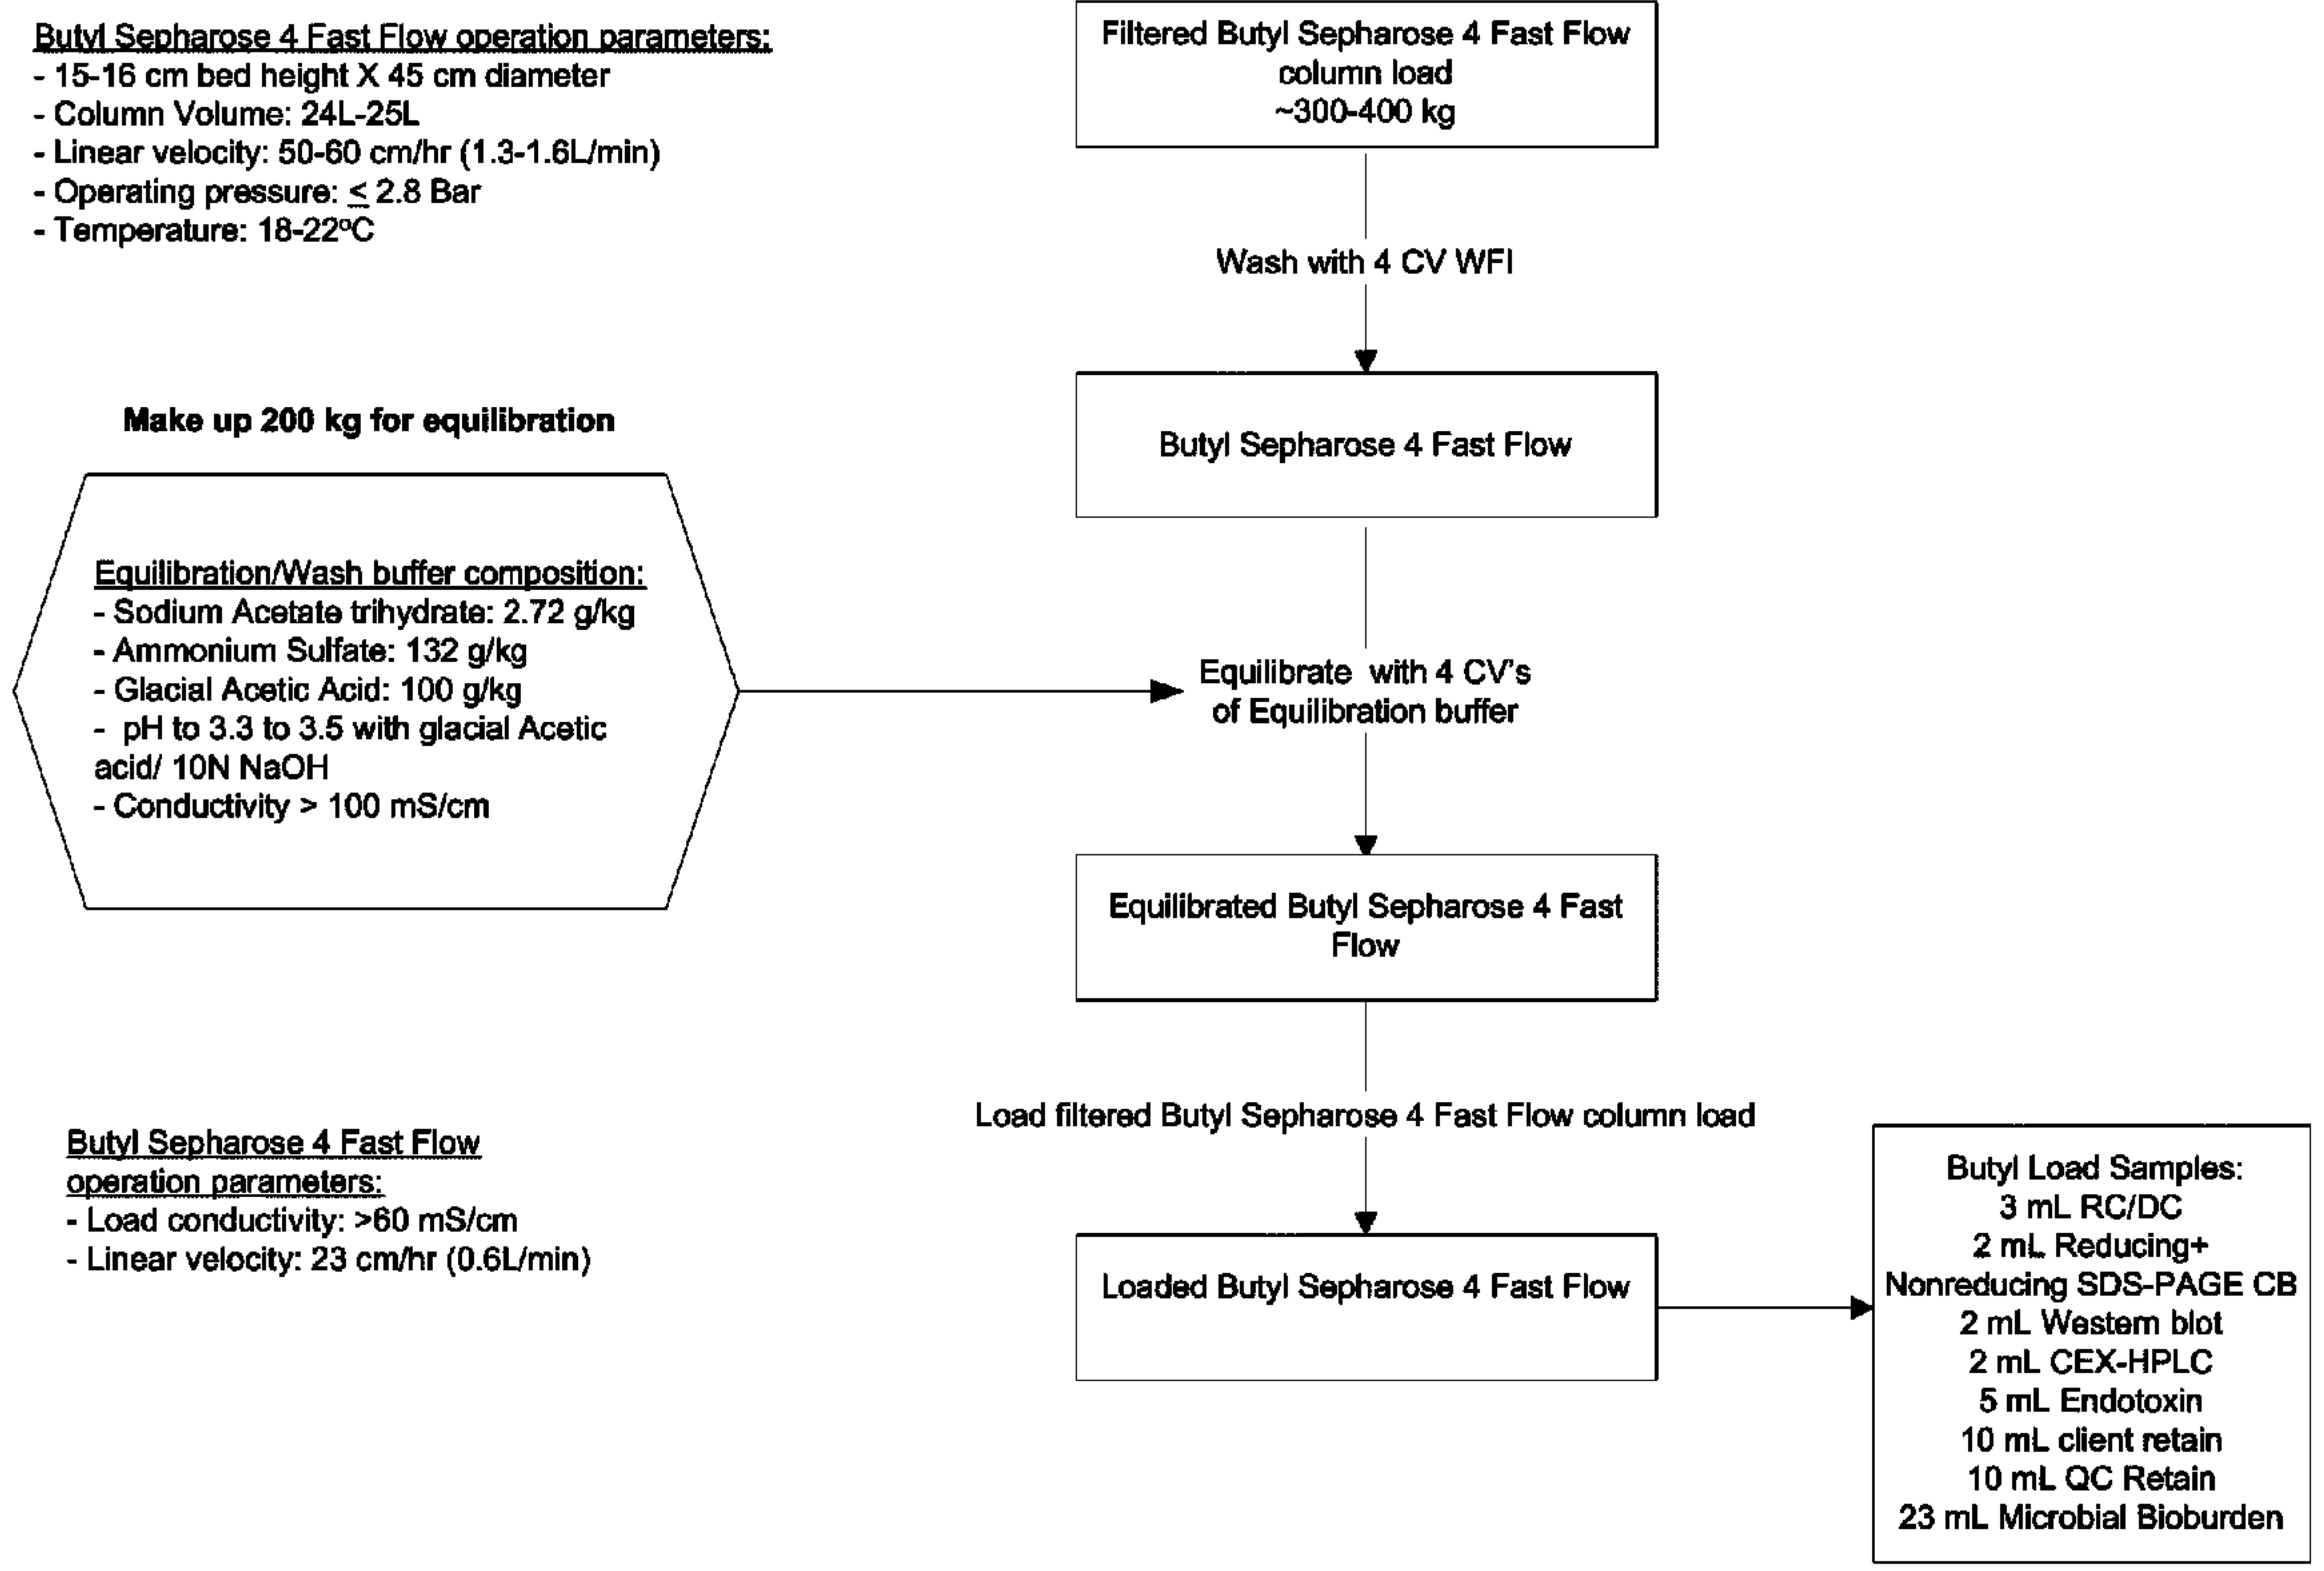 Butyl Sepharose 4 Fast Flow operation parameters:
- 15-16 cm bed height X 45 cm diameter
- Column Volume: 24L-25L
- Linear velocity: 50-60 cm/hr (1.3-1.6L/min)
- Operating pressure: ≤ 2.8 Bar
- Temperature: 18-22ºC
Filtered Butyl Sepharose 4 Fast Flow
column load
~300-400 kg
Wash with 4 CV WFI
Butyl Sepharose 4 Fast Flow
Make up 200 kg for equilibration
Equilibration/Wash buffer composition:
- Sodium Acetate trihydrate: 2.72 g/kg
- Ammonium Sulfate: 132 g/kg
- Glacial Acetic Acid: 100 g/kg
- pH to 3.3 to 3.5 with glacial Acetic
acid/ 10N NaOH
- Conductivity > 100 mS/cm
Equilibrate with 4 CV's
of Equilibration buffer
Equilibrated Butyl Sepharose 4 Fast
Flow
Load filtered Butyl Sepharose 4 Fast Flow column load
Butyl Sepharose 4 Fast Flow
operation parameters:
- Load conductivity: >60 mS/cm
- Linear velocity: 23 cm/hr (0.6L/min)
Loaded Butyl Sepharose 4 Fast Flow
Butyl Load Samples:
3 mL RC/DC
2 mL Reducing+
Nonreducing SDS-PAGE CB
2 mL Western blot
2 mL CEX-HPLC
5 mL Endotoxin
10 mL client retain
10 mL QC Retain
23 mL Microbial Bioburden